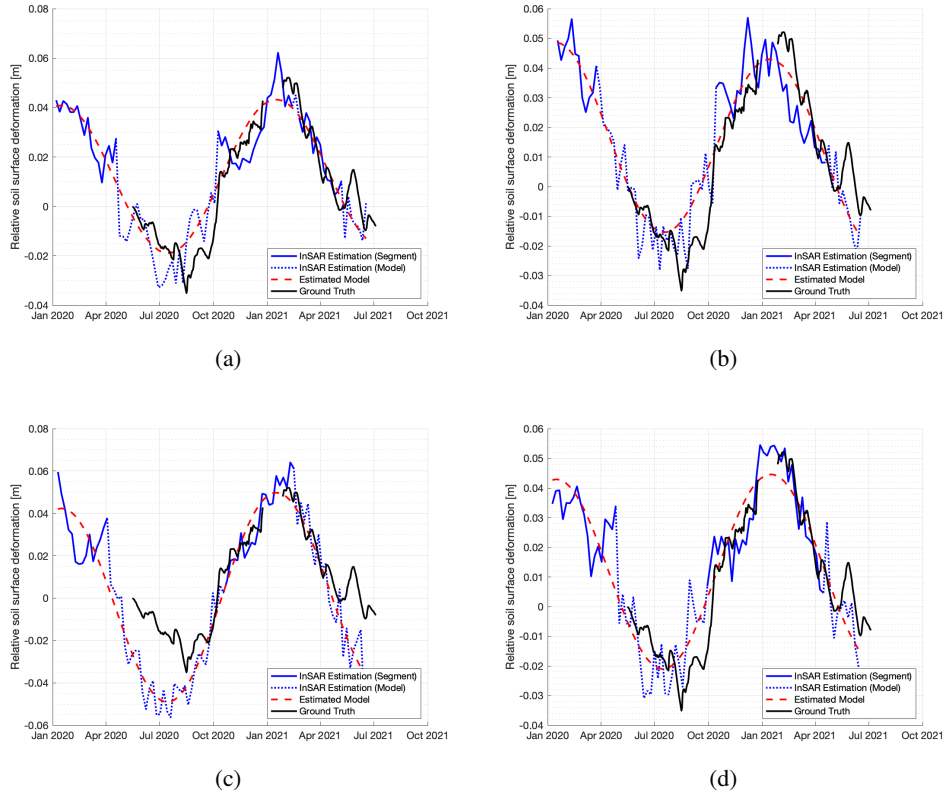 Relative soil surface deformation [m]
0.08
0.06
0.04
0.02
0
-0.02
-0.04
Jan 2020 Apr 2020 Jul 2020 Oct 2020 Jan 2021 Apr 2021 Jul 2021 Oct 2021
InSAR Estimation (Segment)
InSAR Estimation (Model)
Estimated Model
Ground Truth
(a)
Relative soil surface deformation [m]
0.06
0.05
0.04
0.03
0.02
0.01
0
-0.01
-0.02
-0.03
-0.04
Jan 2020 Apr 2020 Jul 2020 Oct 2020 Jan 2021 Apr 2021 Jul 2021 Oct 2021
InSAR Estimation (Segment)
InSAR Estimation (Model)
Estimated Model
Ground Truth
(b)
Relative soil surface deformation [m]
0.08
0.06
0.04
0.02
0
-0.02
-0.04
-0.06
Jan 2020 Apr 2020 Jul 2020 Oct 2020 Jan 2021 Apr 2021 Jul 2021 Oct 2021
InSAR Estimation (Segment)
InSAR Estimation (Model)
Estimated Model
Ground Truth
(c)
Relative soil surface deformation [m]
0.06
0.05
0.04
0.03
0.02
0.01
0
-0.01
-0.02
-0.03
-0.04
Jan 2020 Apr 2020 Jul 2020 Oct 2020 Jan 2021 Apr 2021 Jul 2021 Oct 2021
InSAR Estimation (Segment)
InSAR Estimation (Model)
Estimated Model
Ground Truth
(d)